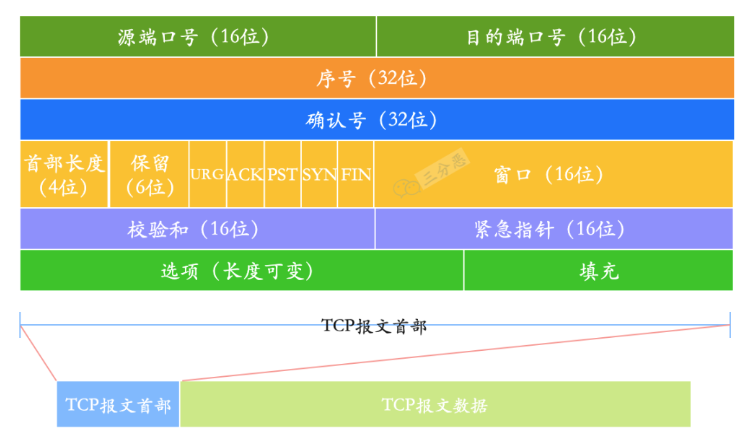 源端口号（16位）
目的端口号（16位）
序号（32位）
确认号（32位）
首部长度
（4位）
保留
（6位）
URG
ACK
PST
SYN
FIN
三分恶
窗口（16位）
校验和（16位）
紧急指针（16位）
选项（长度可变）
填充
TCP报文首部
TCP报文首部
TCP报文数据